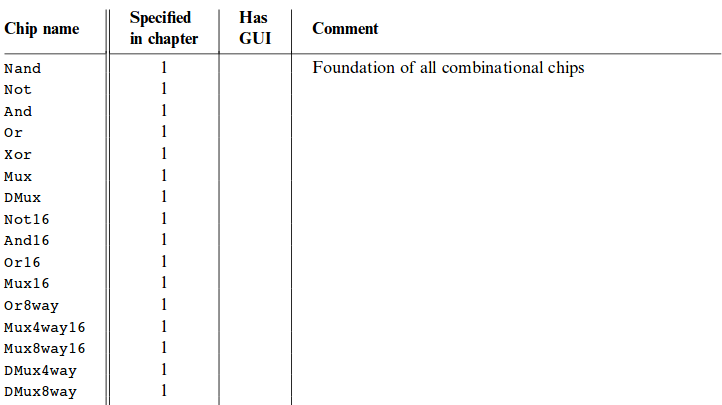 Chip name Specified in chapter Has GUI Comment
Nand 1 Foundation of all combinational chips
Not 1
And 1
Or 1
Xor 1
Mux 1
DMux 1
Not16 1
And16 1
Or16 1
Mux16 1
Or8way 1
Mux4way16 1
Mux8way16 1
DMux4way 1
DMux8way 1